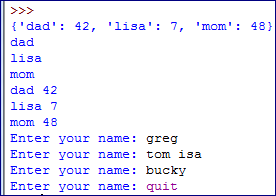 >>>
{'dad': 42, 'lisa': 7, 'mom': 48}
dad
lisa
mom
dad 42
lisa 7
mom 48
Enter your name: greg
Enter your name: tom isa
Enter your name: bucky
Enter your name: quit